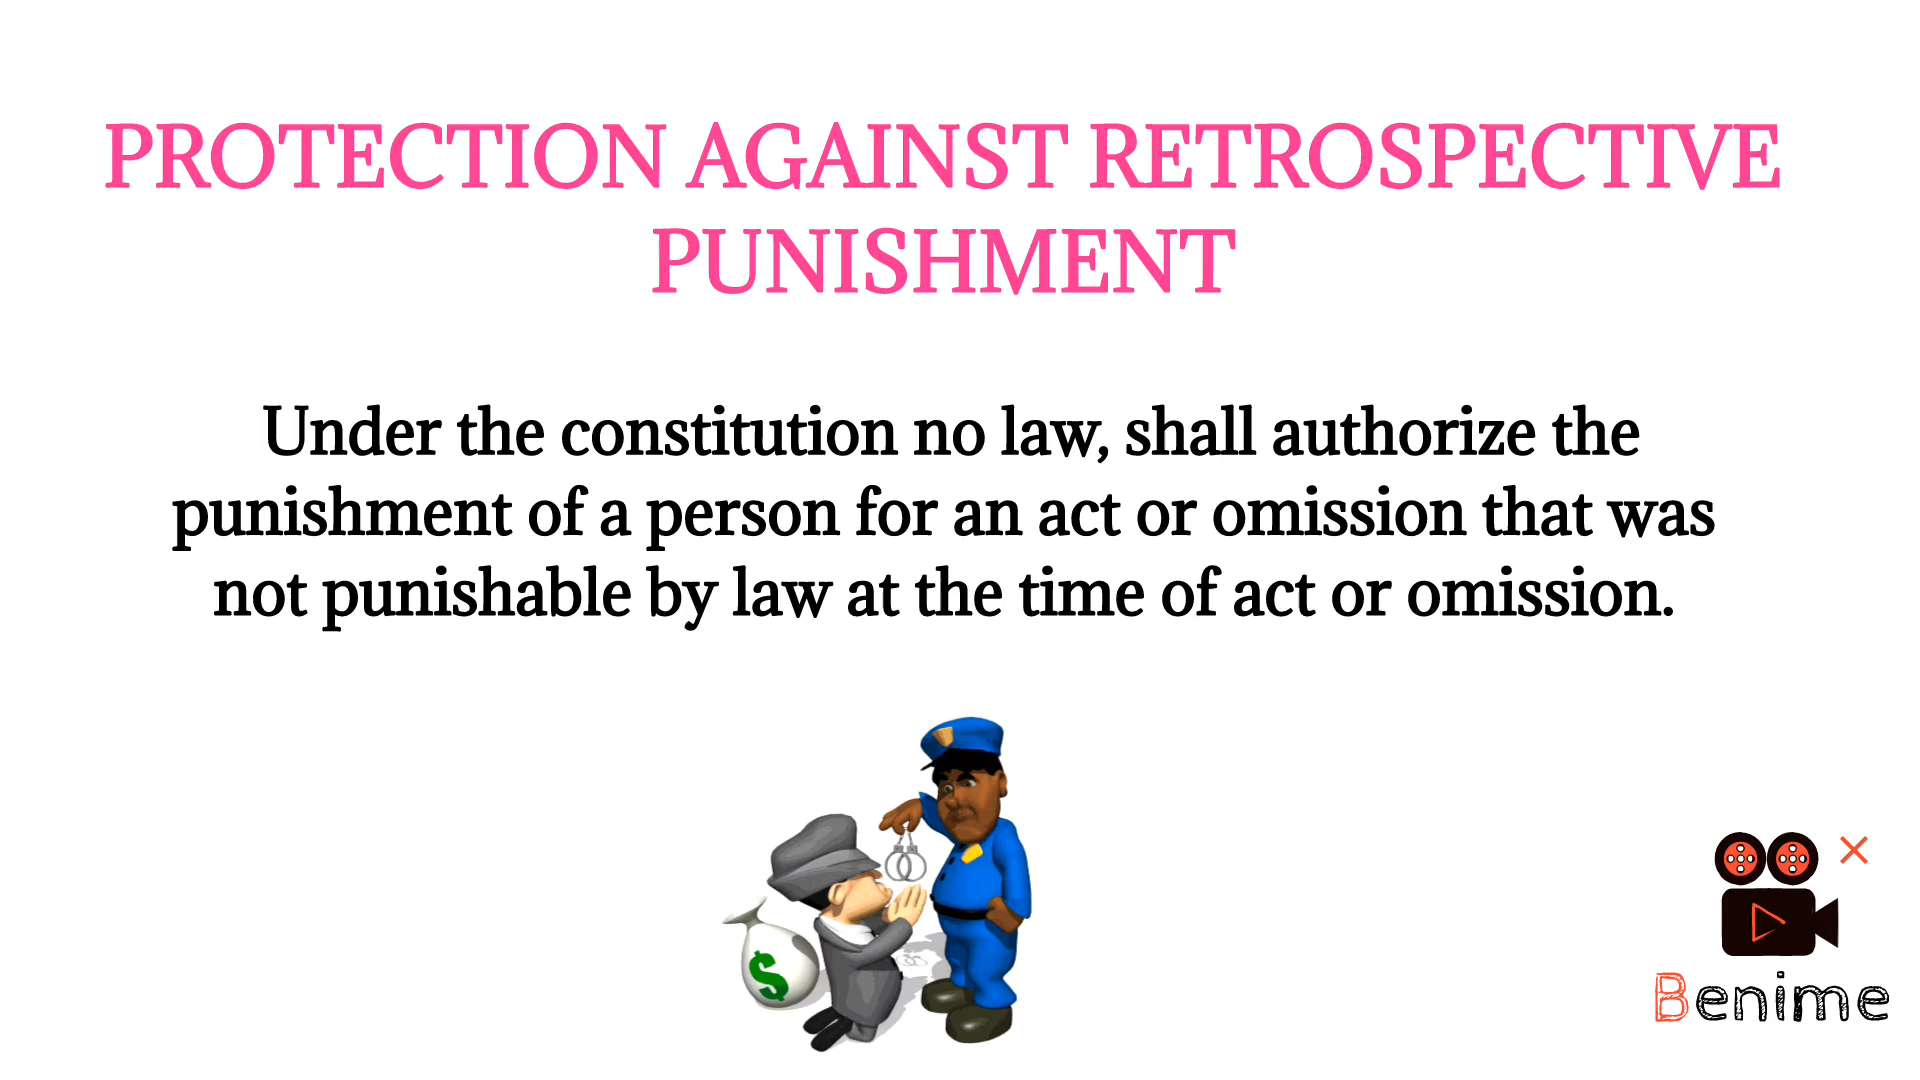 PROTECTION AGAINST RETROSPECTIVE
PUNISHMENT
Under the constitution no law, shall authorize the
punishment of a person for an act or omission that was
not punishable by law at the time of act or omission.
$
Benime